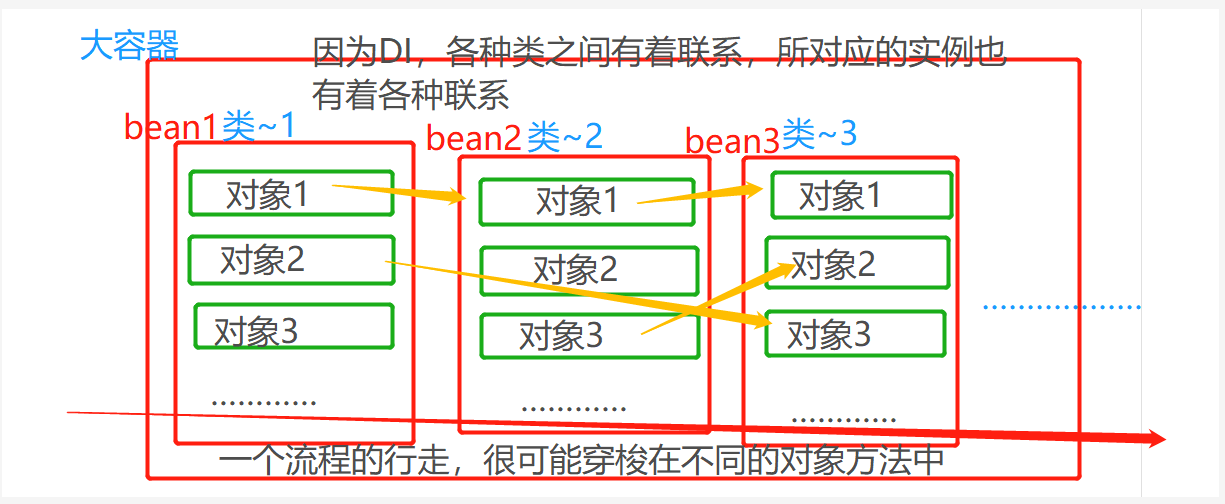 大容器
因为DI，各种类之间有着联系，所对应的实例也
有着各种联系
bean1类~1
bean2类~2
bean3类~3
对象1
对象2
对象3
............
对象1
对象2
对象3
............
对象1
对象2
对象3
............
..................
一个流程的行走，很可能穿梭在不同的对象方法中